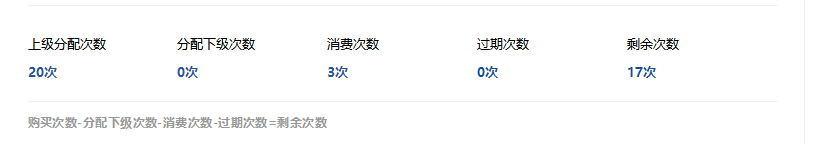 上级分配次数 分配下级次数 消费次数 过期次数 剩余次数
20次 0次 3次 0次 17次
购买次数-分配下级次数-消费次数-过期次数=剩余次数